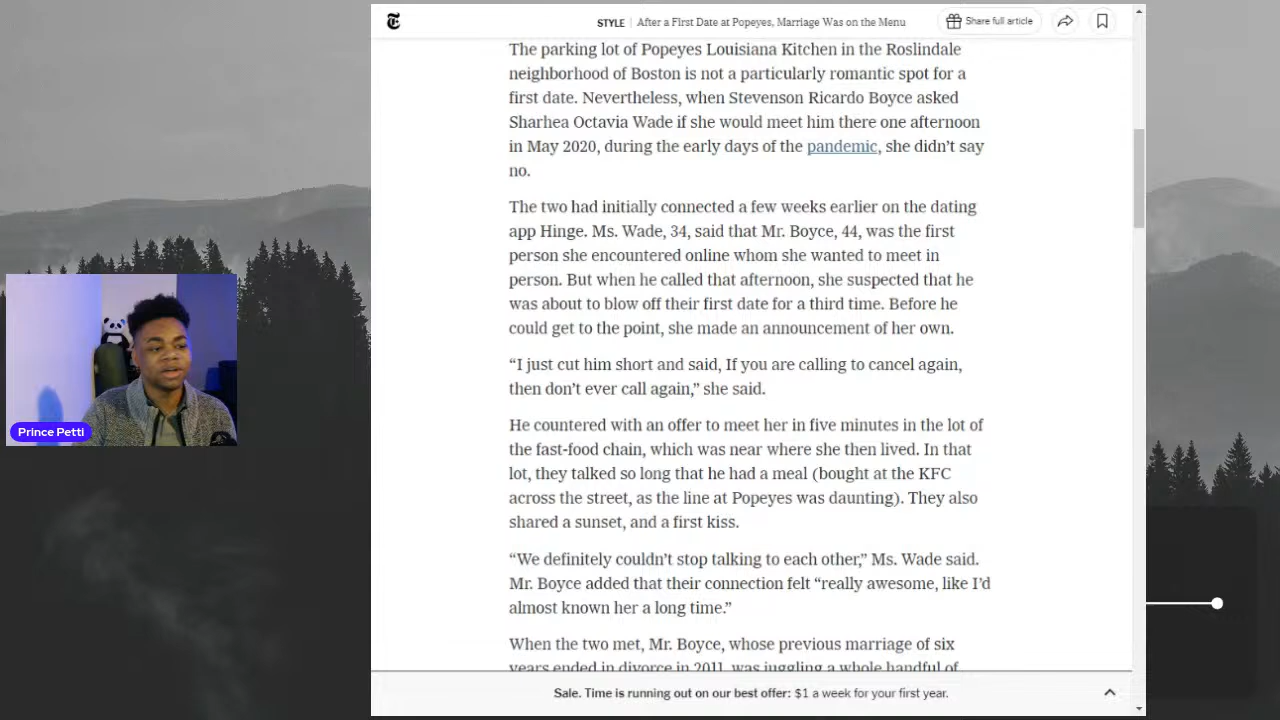 STYLE | After a First Date at Popeyes, Marriage Was on the Menu
Share full article
The parking lot of Popeyes Louisiana Kitchen in the Roslindale
neighborhood of Boston is not a particularly romantic spot for a
first date. Nevertheless, when Stevenson Ricardo Boyce asked
Sharhea Octavia Wade if she would meet him there one afternoon
in May 2020, during the early days of the pandemic, she didn’t say
no.
The two had initially connected a few weeks earlier on the dating
app Hinge. Ms. Wade, 34, said that Mr. Boyce, 44, was the first
person she encountered online whom she wanted to meet in
person. But when he called that afternoon, she suspected that he
was about to blow off their first date for a third time. Before he
could get to the point, she made an announcement of her own.
“I just cut him short and said, If you are calling to cancel again,
then don’t ever call again,” she said.
He countered with an offer to meet her in five minutes in the lot of
the fast-food chain, which was near where she then lived. In that
lot, they talked so long that he had a meal (bought at the KFC
across the street, as the line at Popeyes was daunting). They also
shared a sunset, and a first kiss.
“We definitely couldn’t stop talking to each other,” Ms. Wade said.
Mr. Boyce added that their connection felt “really awesome, like I’d
almost known her a long time.”
When the two met, Mr. Boyce, whose previous marriage of six
years ended in divorce in 2011, was juggling a whole handful of
Sale. Time is running out on our best offer: $1 a week for your first year.
Prince Petti